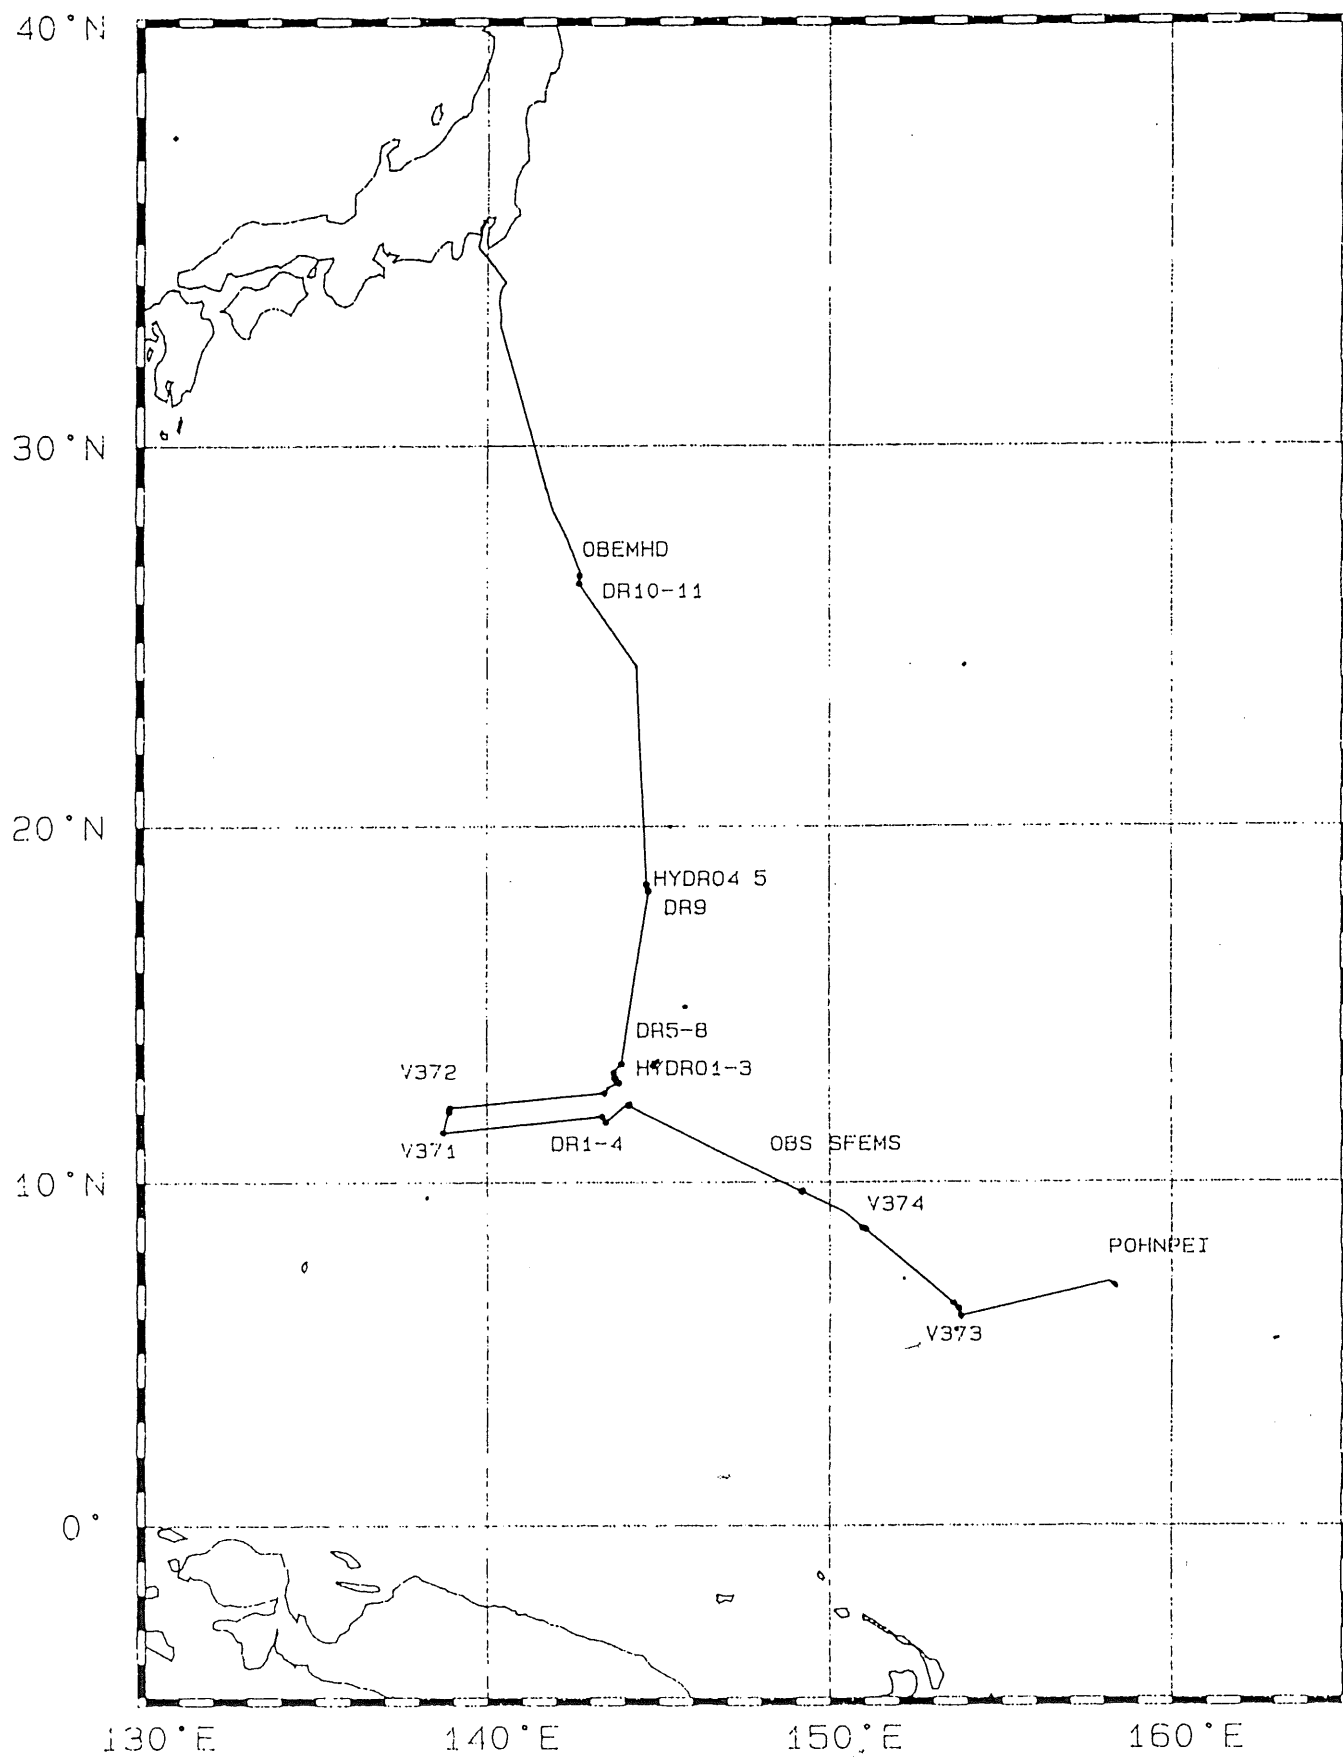 40°N
30°N
OBEMHD
DR10-11
20°N
HYDRO4 5
DR9
DR5-8
HYDRO1-3
V372
V371
DR1-4
OBS SFEMS
10°N
V374
POHNPEI
V373
0°
130°E
140°E
150°E
160°E